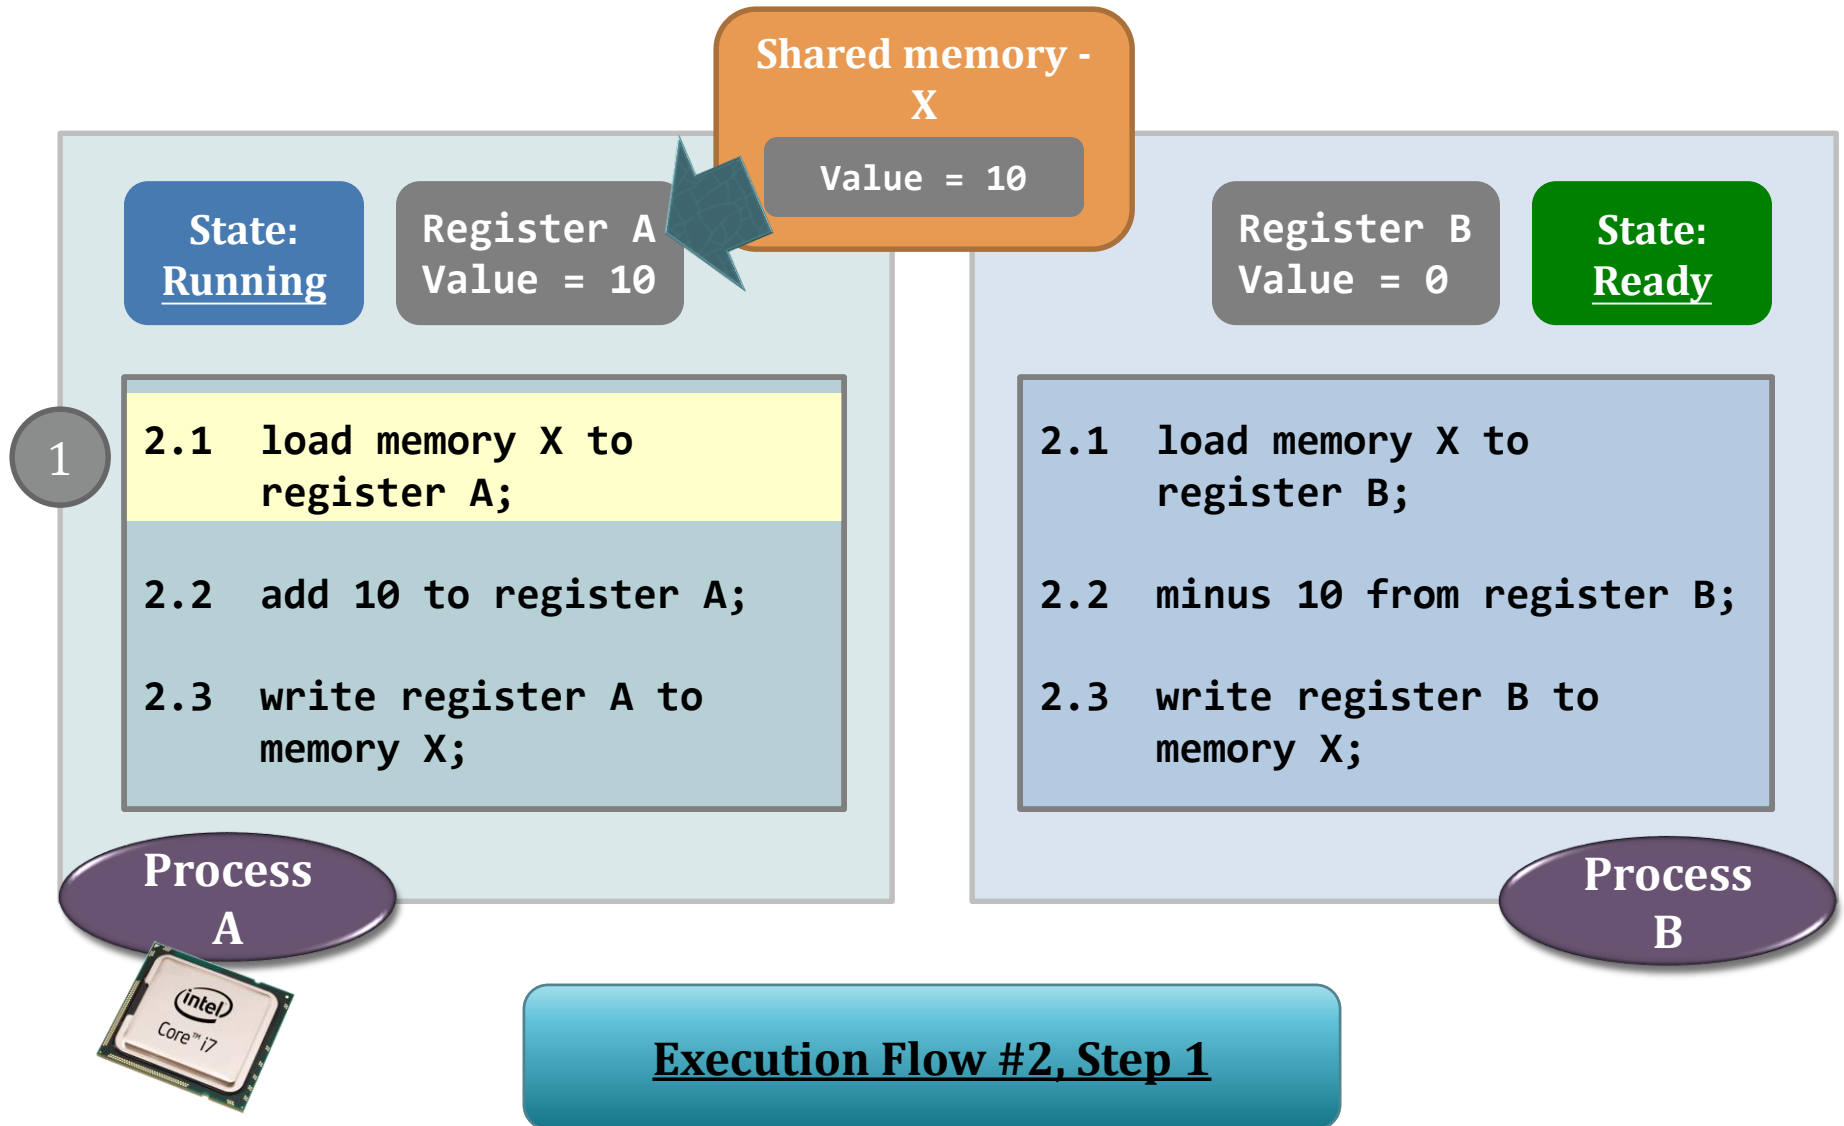 Shared memory -
X
Value = 10
State:
Running
Register A
Value = 10
Register B
Value = 0
State:
Ready
1
2.1 load memory X to
register A;
2.2 add 10 to register A;
2.3 write register A to
memory X;
2.1 load memory X to
register B;
2.2 minus 10 from register B;
2.3 write register B to
memory X;
Process
A
Process
B
intel
Core™ i7
Execution Flow #2, Step 1